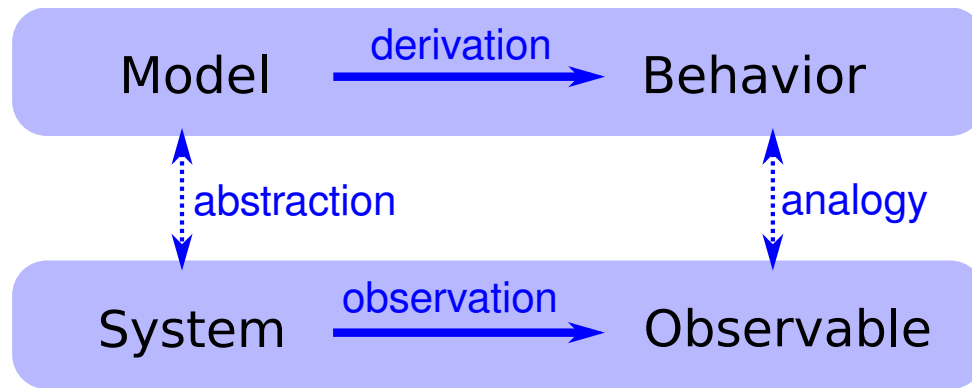 derivation
Model
Behavior
abstraction
analogy
observation
System
Observable